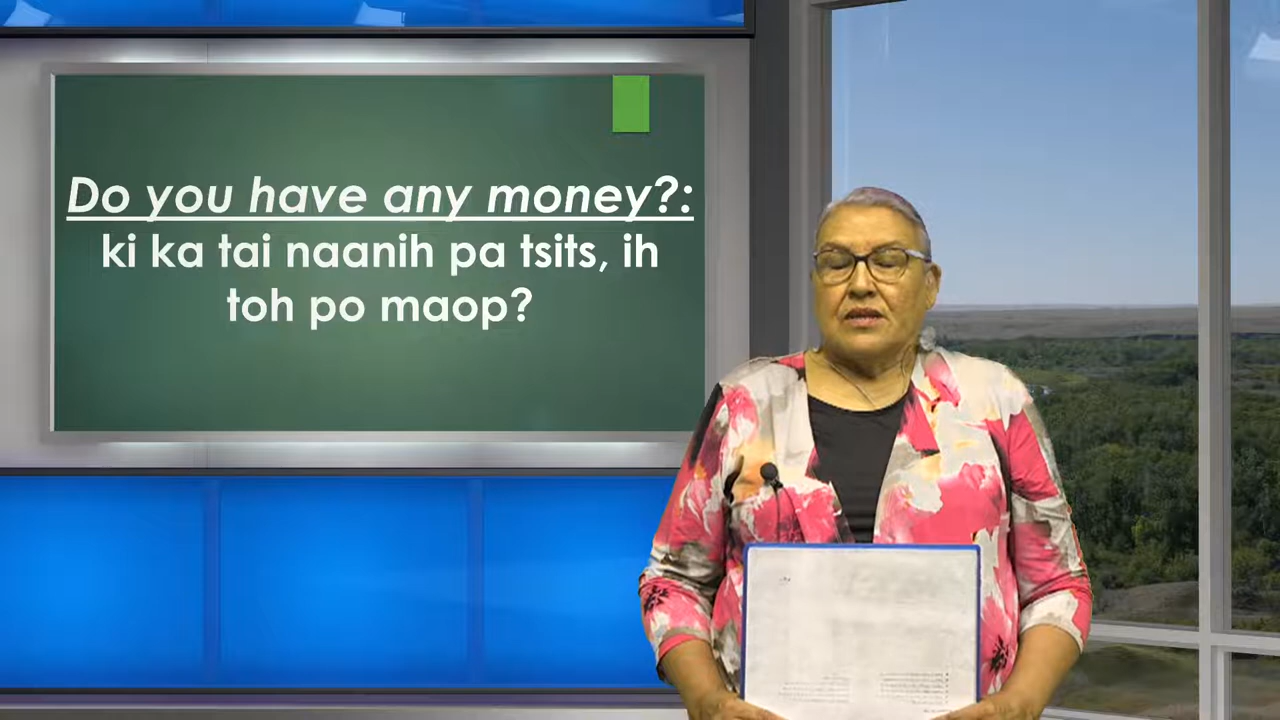 Do you have any money?:
ki ka tai naanih pa tsits, ih
toh po maop?